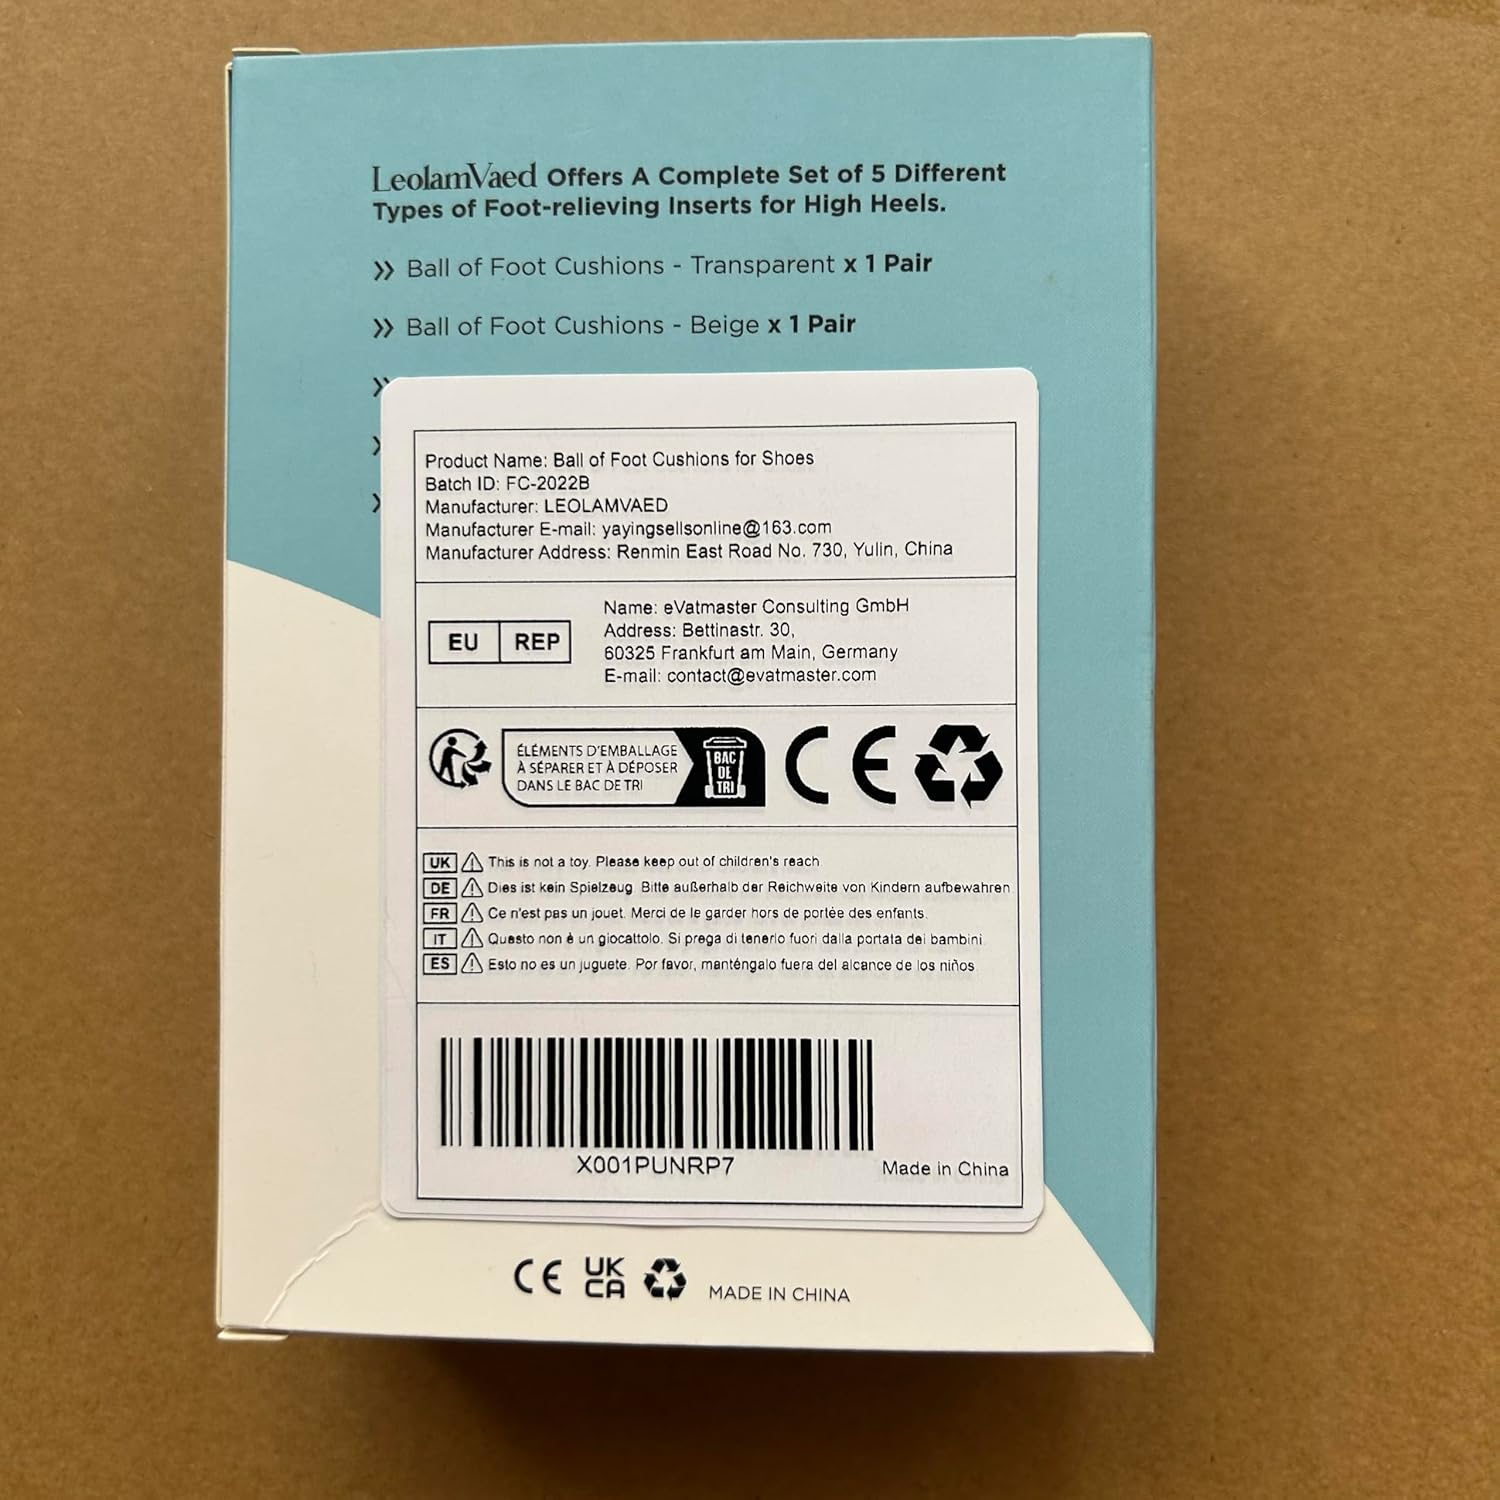 LeolamVaed Offers A Complete Set of 5 Different
Types of Foot-relieving Inserts for High Heels.
» Ball of Foot Cushions - Transparent x 1 Pair
» Ball of Foot Cushions - Beige x 1 Pair
Product Name: Ball of Foot Cushions for Shoes
Batch ID: FC-2022B
Manufacturer: LEOLAMVAED
Manufacturer E-mail: yayingsellsonline@163.com
Manufacturer Address: Renmin East Road No. 730, Yulin, China
EU REP
Name: eVatmaster Consulting GmbH
Address: Bettinastr. 30,
60325 Frankfurt am Main, Germany
E-mail: contact@evatmaster.com
ÉLÉMENTS D'EMBALLAGE
À SÉPARER ET À DÉPOSER
DANS LE BAC DE TRI
BAC
DE
TRI
CE
UK This is not a toy. Please keep out of children's reach.
DE Dies ist kein Spielzeug. Bitte außerhalb der Reichweite von Kindern aufbewahren.
FR Ce n'est pas un jouet. Merci de le garder hors de portée des enfants.
IT Questo non è un giocattolo. Si prega di tenerlo fuori dalla portata dei bambini.
ES Esto no es un juguete. Por favor, manténgalo fuera del alcance de los niños.
X001PUNRP7
Made in China
CE UK CA MADE IN CHINA